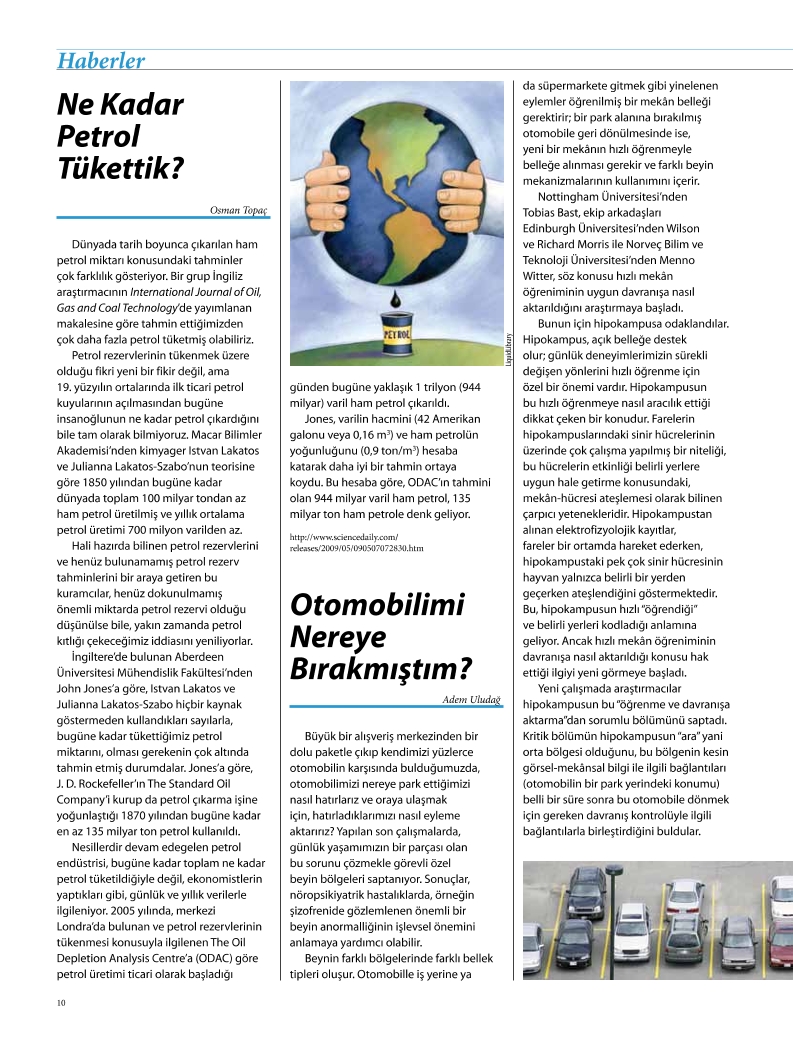 Haberler
Ne Kadar
Petrol
Tükettik?
Osman Topaç
Dünyada tarih boyunca çıkarılan ham
petrol miktarı konusundaki tahminler
çok farklılık gösteriyor. Bir grup İngiliz
araştırmacının International Journal of Oil,
Gas and Coal Technology’de yayımlanan
makalesine göre tahmin ettiğimizden
çok daha fazla petrol tüketmiş olabiliriz.
Petrol rezervlerinin tükenmek üzere
olduğu fikri yeni bir fikir değil, ama
19. yüzyılın ortalarında ilk ticari petrol
kuyularının açılmasından bugüne
insanoğlunun ne kadar petrol çıkardığını
bile tam olarak bilmiyoruz. Macar Bilimler
Akademisi’nden kimyager Istvan Lakatos
ve Julianna Lakatos-Szabo’nun teorisine
göre 1850 yılından bugüne kadar
dünyada toplam 100 milyar tondan az
ham petrol üretilmiş ve yıllık ortalama
petrol üretimi 700 milyon varilden az.
Hali hazırda bilinen petrol rezervlerini
ve henüz bulunamamış petrol rezerv
tahminlerini bir araya getiren bu
kuramcılar, henüz dokunulmamış
önemli miktarda petrol rezervi olduğu
düşünülse bile, yakın zamanda petrol
kıtlığı çekeceğimiz iddiasını yeniliyorlar.
İngiltere’de bulunan Aberdeen
Üniversitesi Mühendislik Fakültesi’nden
John Jones’a göre, Istvan Lakatos ve
Julianna Lakatos-Szabo hiçbir kaynak
göstermeden kullandıkları sayılarla,
bugüne kadar tükettiğimiz petrol
miktarını, olması gerekenin çok altında
tahmin etmiş durumdalar. Jones’a göre,
J. D. Rockefeller’ın The Standard Oil
Company’i kurup da petrol çıkarma işine
yoğunlaştığı 1870 yılından bugüne kadar
en az 135 milyar ton petrol kullanıldı.
Nesillerdir devam edegelen petrol
endüstrisi, bugüne kadar toplam ne kadar
petrol tüketildiğiyle değil, ekonomistlerin
yaptıkları gibi, günlük ve yıllık verilerle
ilgileniyor. 2005 yılında, merkezi
Londra’da bulunan ve petrol rezervlerinin
tükenmesi konusuyla ilgilenen The Oil
Depletion Analysis Centre’a (ODAC) göre
petrol üretimi ticari olarak başladığı
PETROL
LiquidLibrary
günden bugüne yaklaşık 1 trilyon (944
milyar) varil ham petrol çıkarıldı.
Jones, varilin hacmini (42 Amerikan
galonu veya 0,16 m³) ve ham petrolün
yoğunluğunu (0,9 ton/m³) hesaba
katarak daha iyi bir tahmin ortaya
koydu. Bu hesaba göre, ODAC’ın tahmini
olan 944 milyar varil ham petrol, 135
milyar ton ham petrole denk geliyor.
http://www.sciencedaily.com/
releases/2009/05/090507072830.htm
Otomobilimi
Nereye
Bırakmıştım?
Adem Uludağ
Büyük bir alışveriş merkezinden bir
dolu paketle çıkıp kendimizi yüzlerce
otomobilin karşısında bulduğumuzda,
otomobilimizi nereye park ettiğimizi
nasıl hatırlarız ve oraya ulaşmak
için, hatırladıklarımızı nasıl eyleme
aktarırız? Yapılan son çalışmalarda,
günlük yaşamımızın bir parçası olan
bu sorunu çözmekle görevli özel
beyin bölgeleri saptanıyor. Sonuçlar,
nöropsikiyatrik hastalıklarda, örneğin
şizofrenide gözlemlenen önemli bir
beyin anormalliğinin işlevsel önemini
anlamaya yardımcı olabilir.
Beynin farklı bölgelerinde farklı bellek
tipleri oluşur. Otomobille iş yerine ya
da süpermarkete gitmek gibi yinelenen
eylemler öğrenilmiş bir mekân belleği
gerektirir; bir park alanına bırakılmış
otomobile geri dönülmesinde ise,
yeni bir mekânın hızlı öğrenmeyle
belleğe alınması gerekir ve farklı beyin
mekanizmalarının kullanımını içerir.
Nottingham Üniversitesi’nden
Tobias Bast, ekip arkadaşları
Edinburgh Üniversitesi’nden Wilson
ve Richard Morris ile Norveç Bilim ve
Teknoloji Üniversitesi’nden Menno
Witter, söz konusu hızlı mekân
öğreniminin uygun davranışa nasıl
aktarıldığını araştırmaya başladı.
Bunun için hipokampusa odaklandılar.
Hipokampus, açık belleğe destek
olur; günlük deneyimlerimizin sürekli
değişen yönlerini hızlı öğrenme için
özel bir önemi vardır. Hipokampusun
bu hızlı öğrenmeye nasıl aracılık ettiği
dikkat çeken bir konudur. Farelerin
hipokampuslarındaki sinir hücrelerinin
üzerinde çok çalışma yapılmış bir niteliği,
bu hücrelerin etkinliği belirli yerlere
uygun hale getirme konusundaki,
mekân-hücresi ateşlemesi olarak bilinen
çarpıcı yetenekleridir. Hipokampustan
alınan elektrofizyolojik kayıtlar,
fareler bir ortamda hareket ederken,
hipokampustaki pek çok sinir hücresinin
hayvan yalnızca belirli bir yerden
geçerken ateşlendiğini göstermektedir.
Bu, hipokampusun hızlı “öğrendiği”
ve belirli yerleri kodladığı anlamına
geliyor. Ancak hızlı mekân öğreniminin
davranışa nasıl aktarıldığı konusu hak
ettiği ilgiyi yeni görmeye başladı.
Yeni çalışmada araştırmacılar
hipokampusun bu “öğrenme ve davranışa
aktarma”dan sorumlu bölümünü saptadı.
Kritik bölümün hipokampusun “ara” yani
orta bölgesi olduğunu, bu bölgenin kesin
görsel-mekânsal bilgi ile ilgili bağlantıları
(otomobilin bir park yerindeki konumu)
belli bir süre sonra bu otomobile dönmek
için gereken davranış kontrolüyle ilgili
bağlantılarla birleştirdiğini buldular.
10